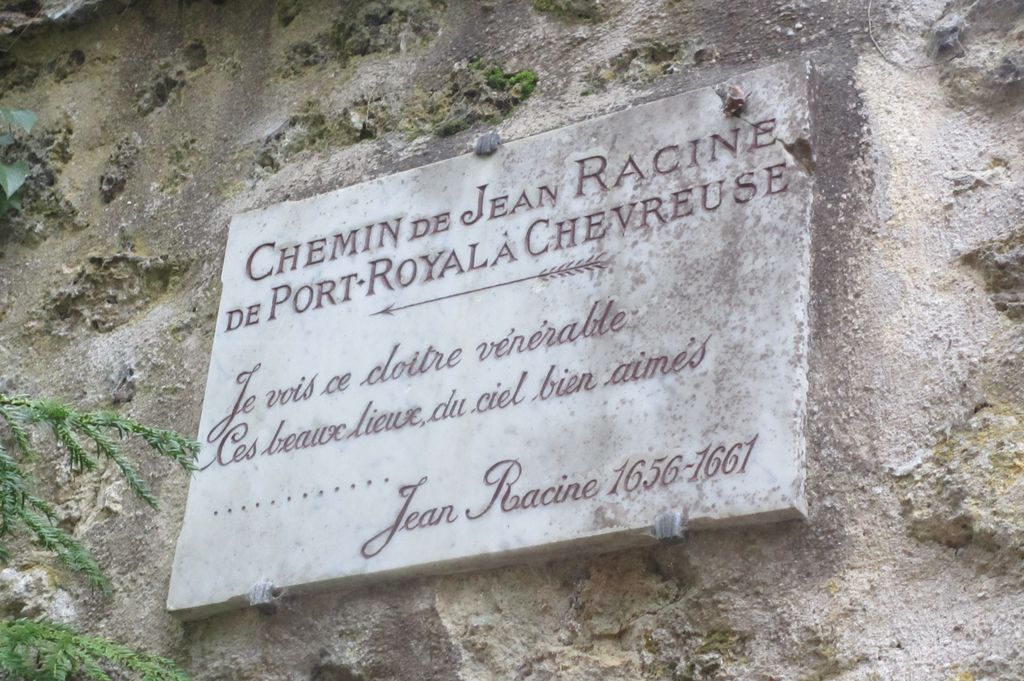 CHEMIN DE JEAN RACINE
DE PORT-ROYAL À CHEVREUSE
Je vois ce cloitre vénérable
Ces beaux lieux, du ciel bien aimés
...........
Jean Racine 1656-1661